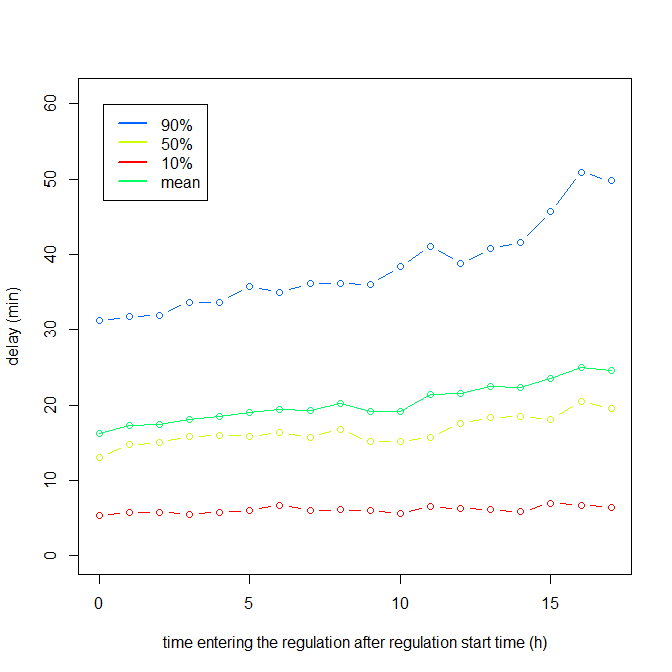 90%
50%
10%
mean
60
50
40
30
20
10
0
delay (min)
0 5 10 15
time entering the regulation after regulation start time (h)